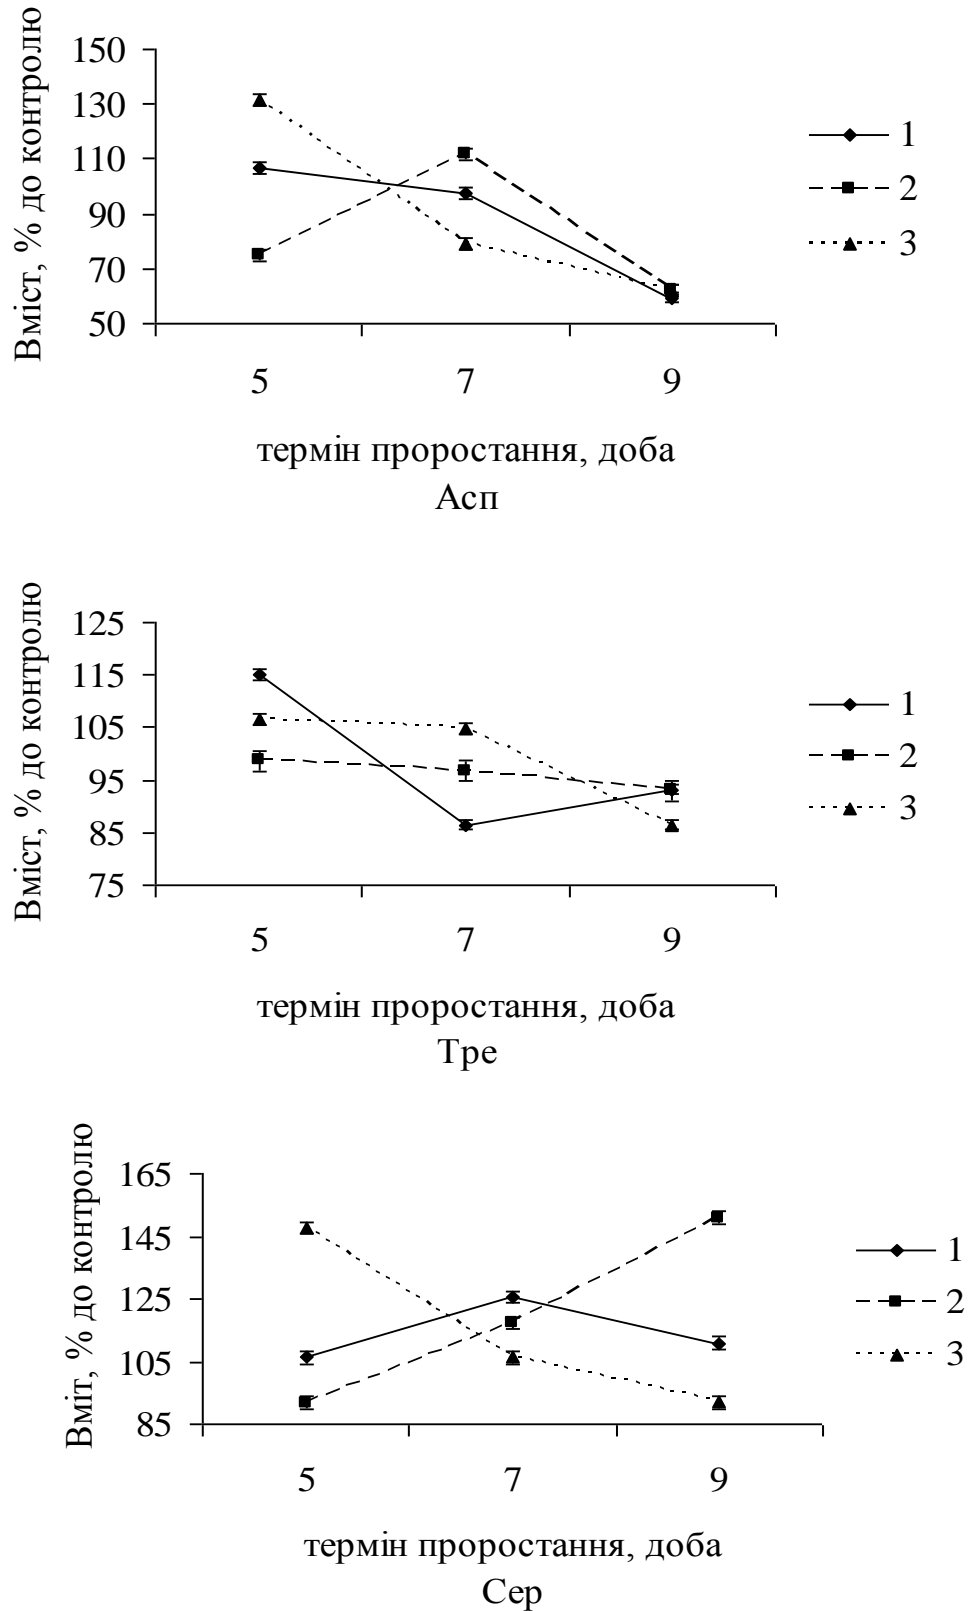 Вміст, % до контролю
150
130
110
90
70
50
5 7 9
термін проростання, доба
Асп
1
2
3
Вміст, % до контролю
125
115
105
95
85
75
5 7 9
термін проростання, доба
Тре
1
2
3
Вміт, % до контролю
165
145
125
105
85
5 7 9
термін проростання, доба
Сер
1
2
3